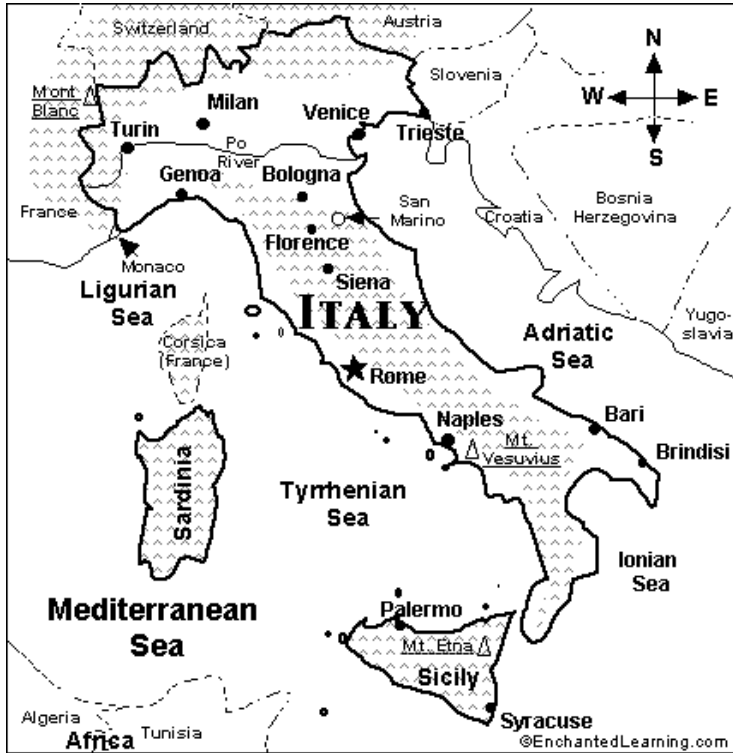 Switzerland
Austria
N
Slovenia
Mont
Blanc
Milan
W
E
Venice
Trieste
Turin
Po
River
S
Genoa
Bologna
San
Marino
Bosnia
Herzegovina
France
Croatia
Florence
Monaco
Siena
Ligurian
Sea
ITALY
Yugo-
slavia
Adriatic
Sea
Corsica
(France)
Rome
Naples
Bari
Mt.
Vesuvius
Brindisi
Sardinia
Tyrrhenian
Sea
Ionian
Sea
Mediterranean
Sea
Palermo
Mt. Etna
Sicily
Algeria
Tunisia
Africa
Syracuse
©EnchantedLearning.com